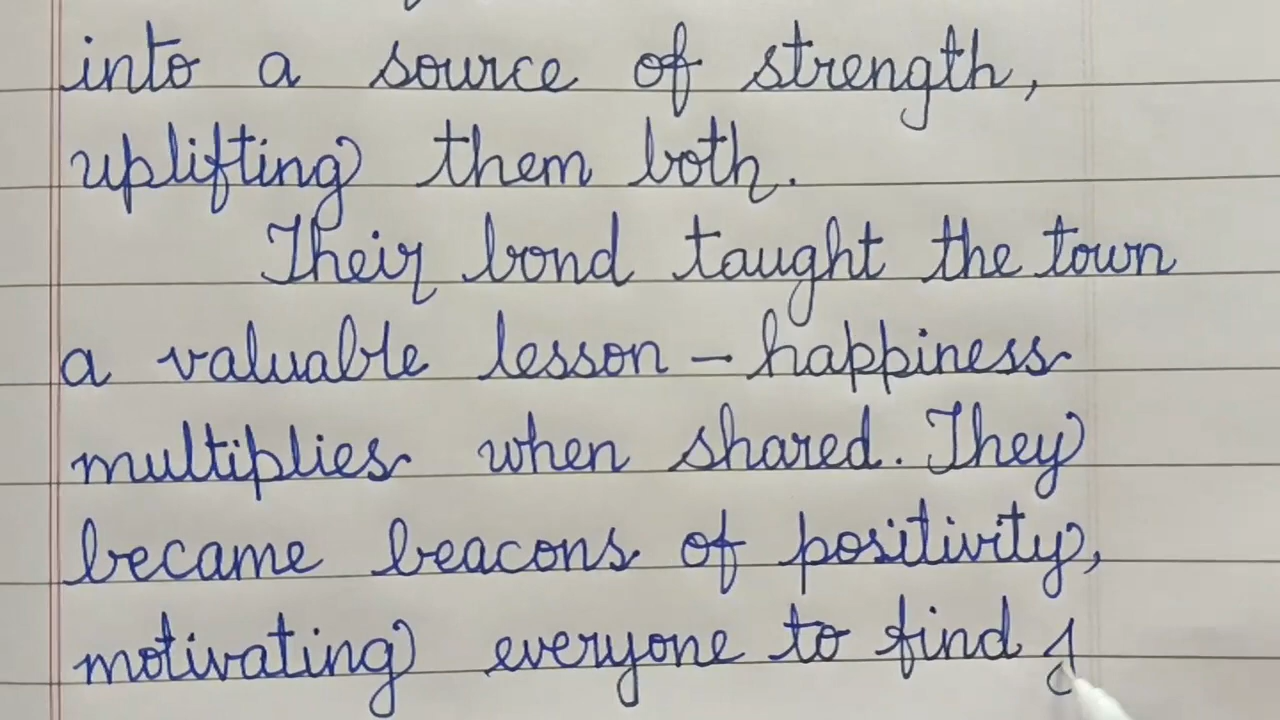 into a source of strength,
uplifting them both.
Their bond taught the town
a valuable lesson – happiness
multiplies when shared. They
became beacons of positivity,
motivating everyone to find